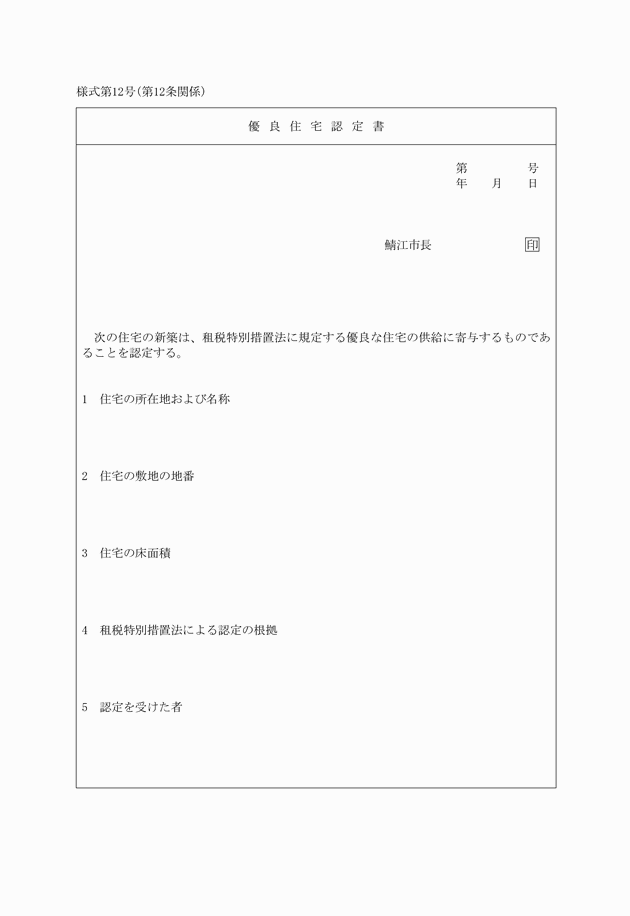 様式第12号(第12条関係)
優良住宅認定書
第　　　　　号
年　　月　　日
鯖江市長　　　　　　　　印
　次の住宅の新築は、租税特別措置法に規定する優良な住宅の供給に寄与するものであ
ることを認定する。
1　住宅の所在地および名称
2　住宅の敷地の地番
3　住宅の床面積
4　租税特別措置法による認定の根拠
5　認定を受けた者